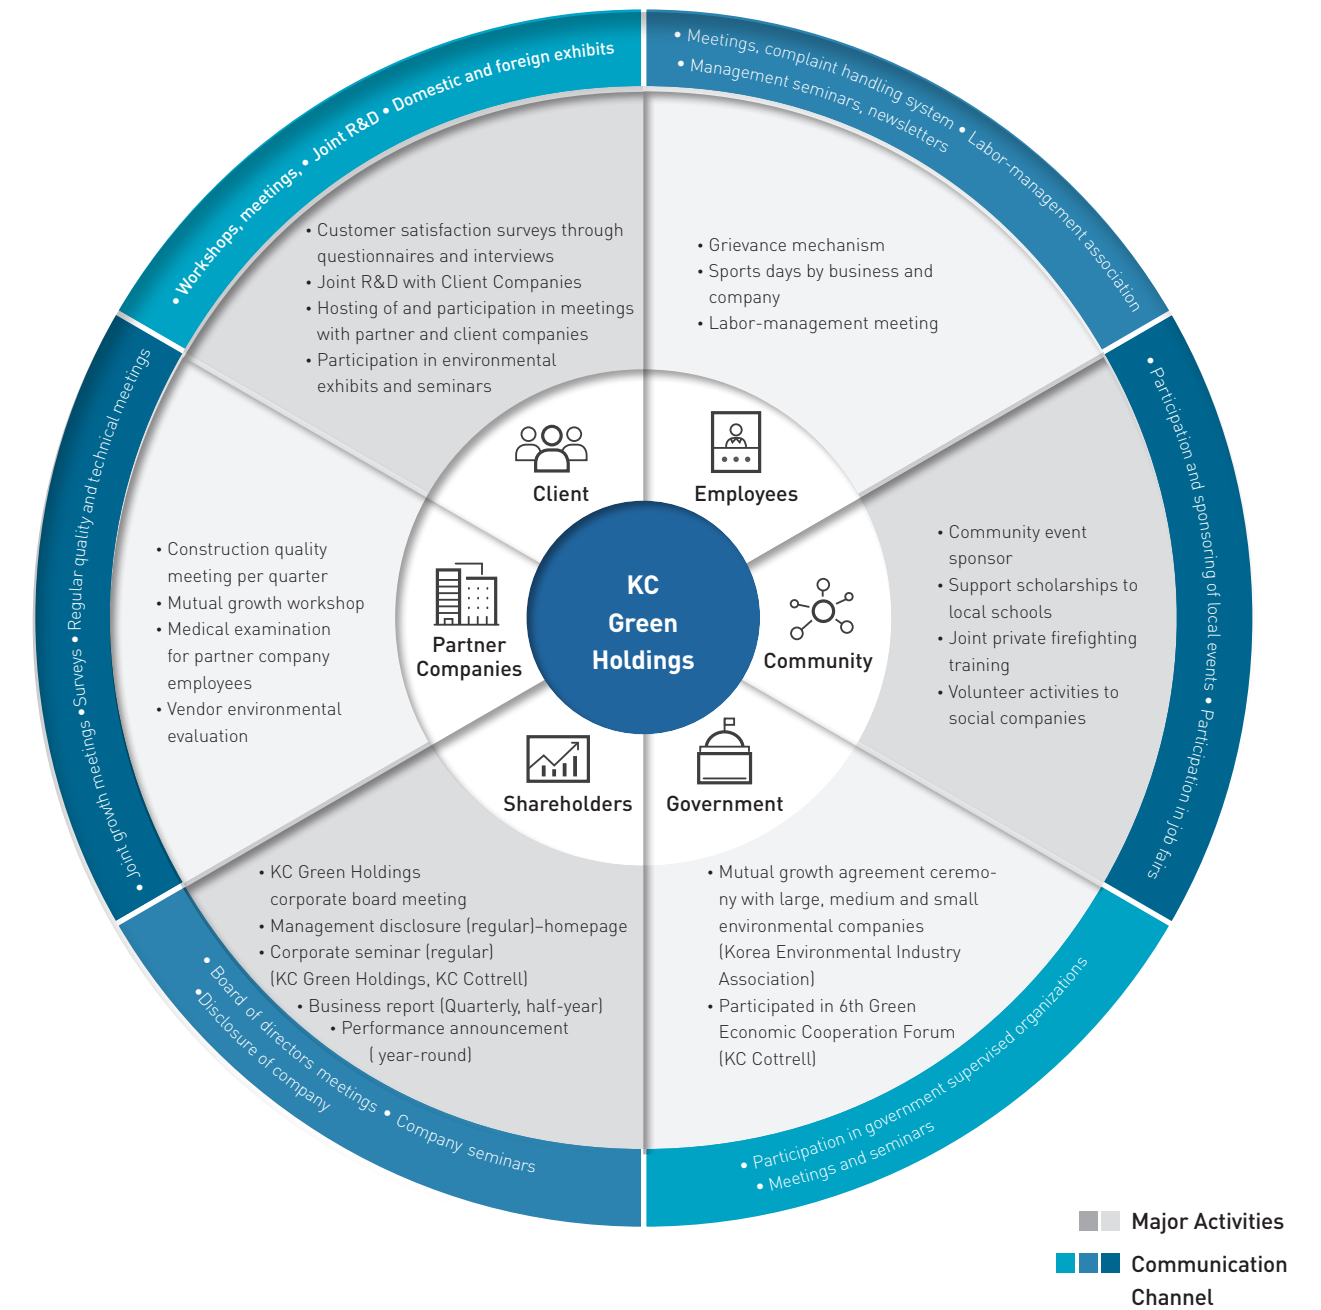 • Workshops, meetings, • Joint R&D • Domestic and foreign exhibits
• Meetings, complaint handling system • Labor-management association
• Management seminars, newsletters
• Customer satisfaction surveys through
questionnaires and interviews
• Joint R&D with Client Companies
• Hosting of and participation in meetings
with partner and client companies
• Participation in environmental
exhibits and seminars
• Grievance mechanism
• Sports days by business and
company
• Labor-management meeting
Client
Employees
• Joint growth meetings • Surveys • Regular quality and technical meetings
• Construction quality
meeting per quarter
• Mutual growth workshop
• Medical examination
for partner company
employees
• Vendor environmental
evaluation
Partner
Companies
KC
Green
Holdings
Community
• Community event
sponsor
• Support scholarships to
local schools
• Joint private firefighting
training
• Volunteer activities to
social companies
• Participation and sponsoring of local events • Participation in job fairs
Shareholders
Government
• KC Green Holdings
corporate board meeting
• Management disclosure (regular)–homepage
• Corporate seminar (regular)
(KC Green Holdings, KC Cottrell)
• Business report (Quarterly, half-year)
• Performance announcement
( year-round)
• Mutual growth agreement ceremo-
ny with large, medium and small
environmental companies
(Korea Environmental Industry
Association)
• Participated in 6th Green
Economic Cooperation Forum
(KC Cottrell)
• Board of directors meetings • Company seminars
• Disclosure of company
• Participation in government supervised organizations
• Meetings and seminars
Major Activities
Communication
Channel